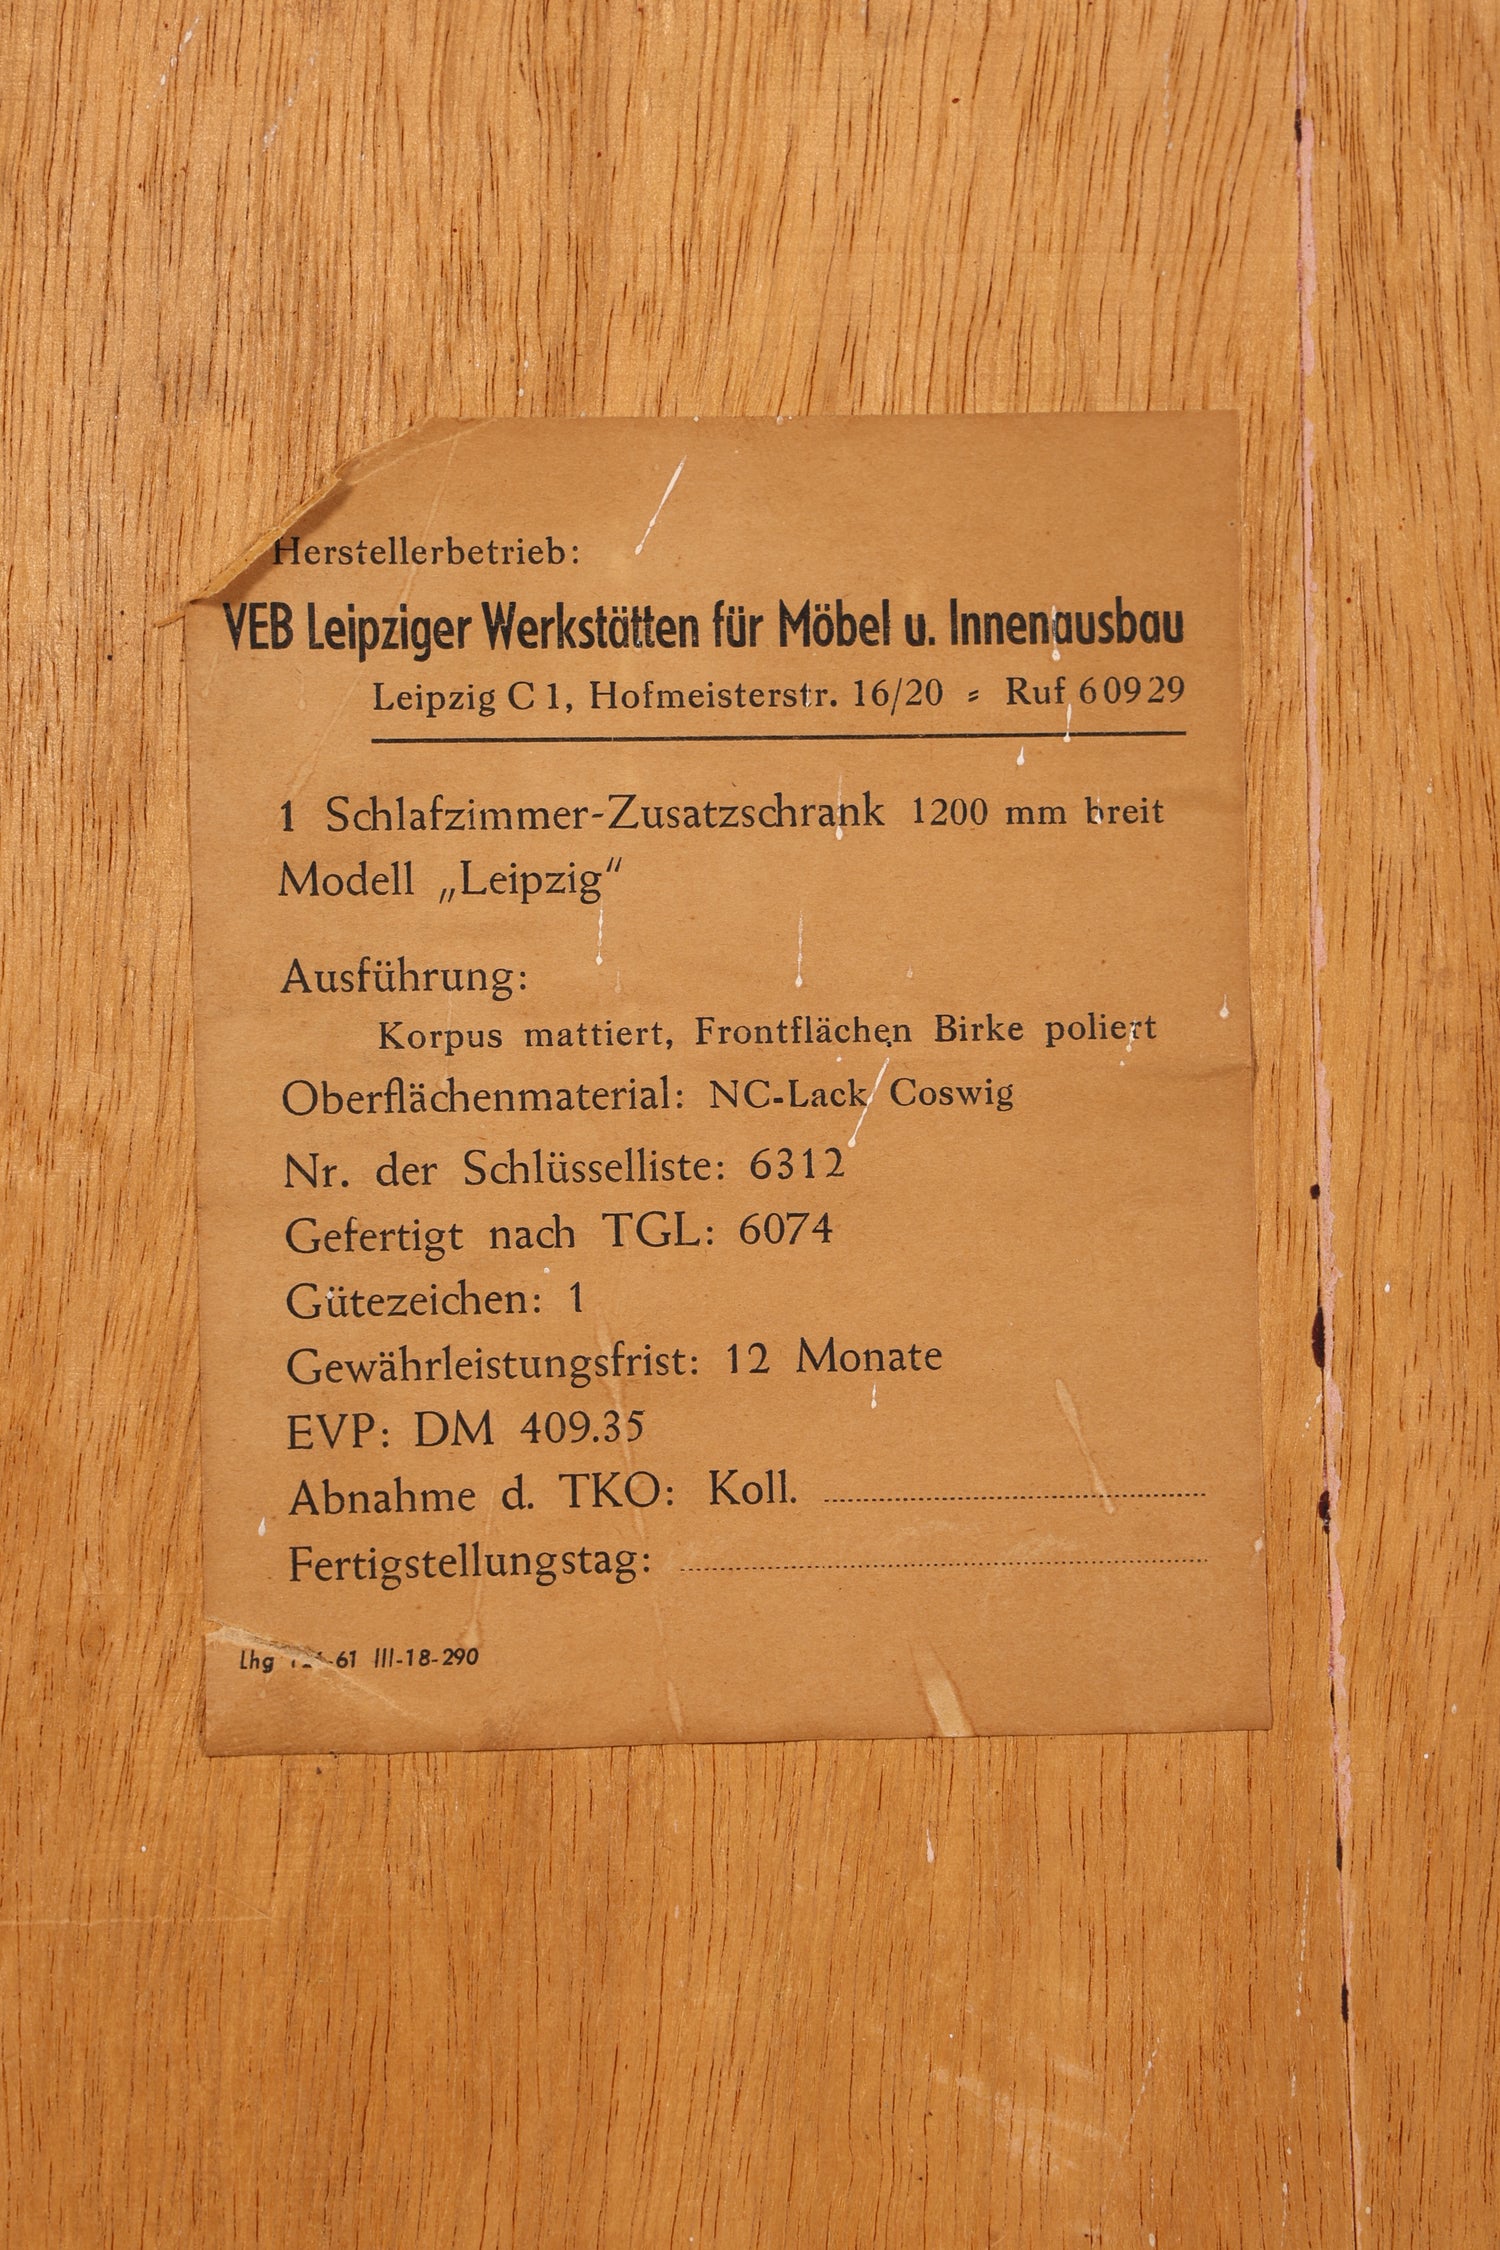 Herstellerbetrieb:
VEB Leipziger Werkstätten für Möbel u. Innenausbau
Leipzig C 1, Hofmeisterstr. 16/20 = Ruf 60929
1 Schlafzimmer-Zusatzschrank 1200 mm breit
Modell „Leipzig“
Ausführung:
Korpus mattiert, Frontflächen Birke poliert
Oberflächenmaterial: NC-Lack Coswig
Nr. der Schlüsselliste: 6312
Gefertigt nach TGL: 6074
Gütezeichen: 1
Gewährleistungsfrist: 12 Monate
EVP: DM 409.35
Abnahme d. TKO: Koll. ....................
Fertigstellungstag: ....................
Lhg -61 III-18-290